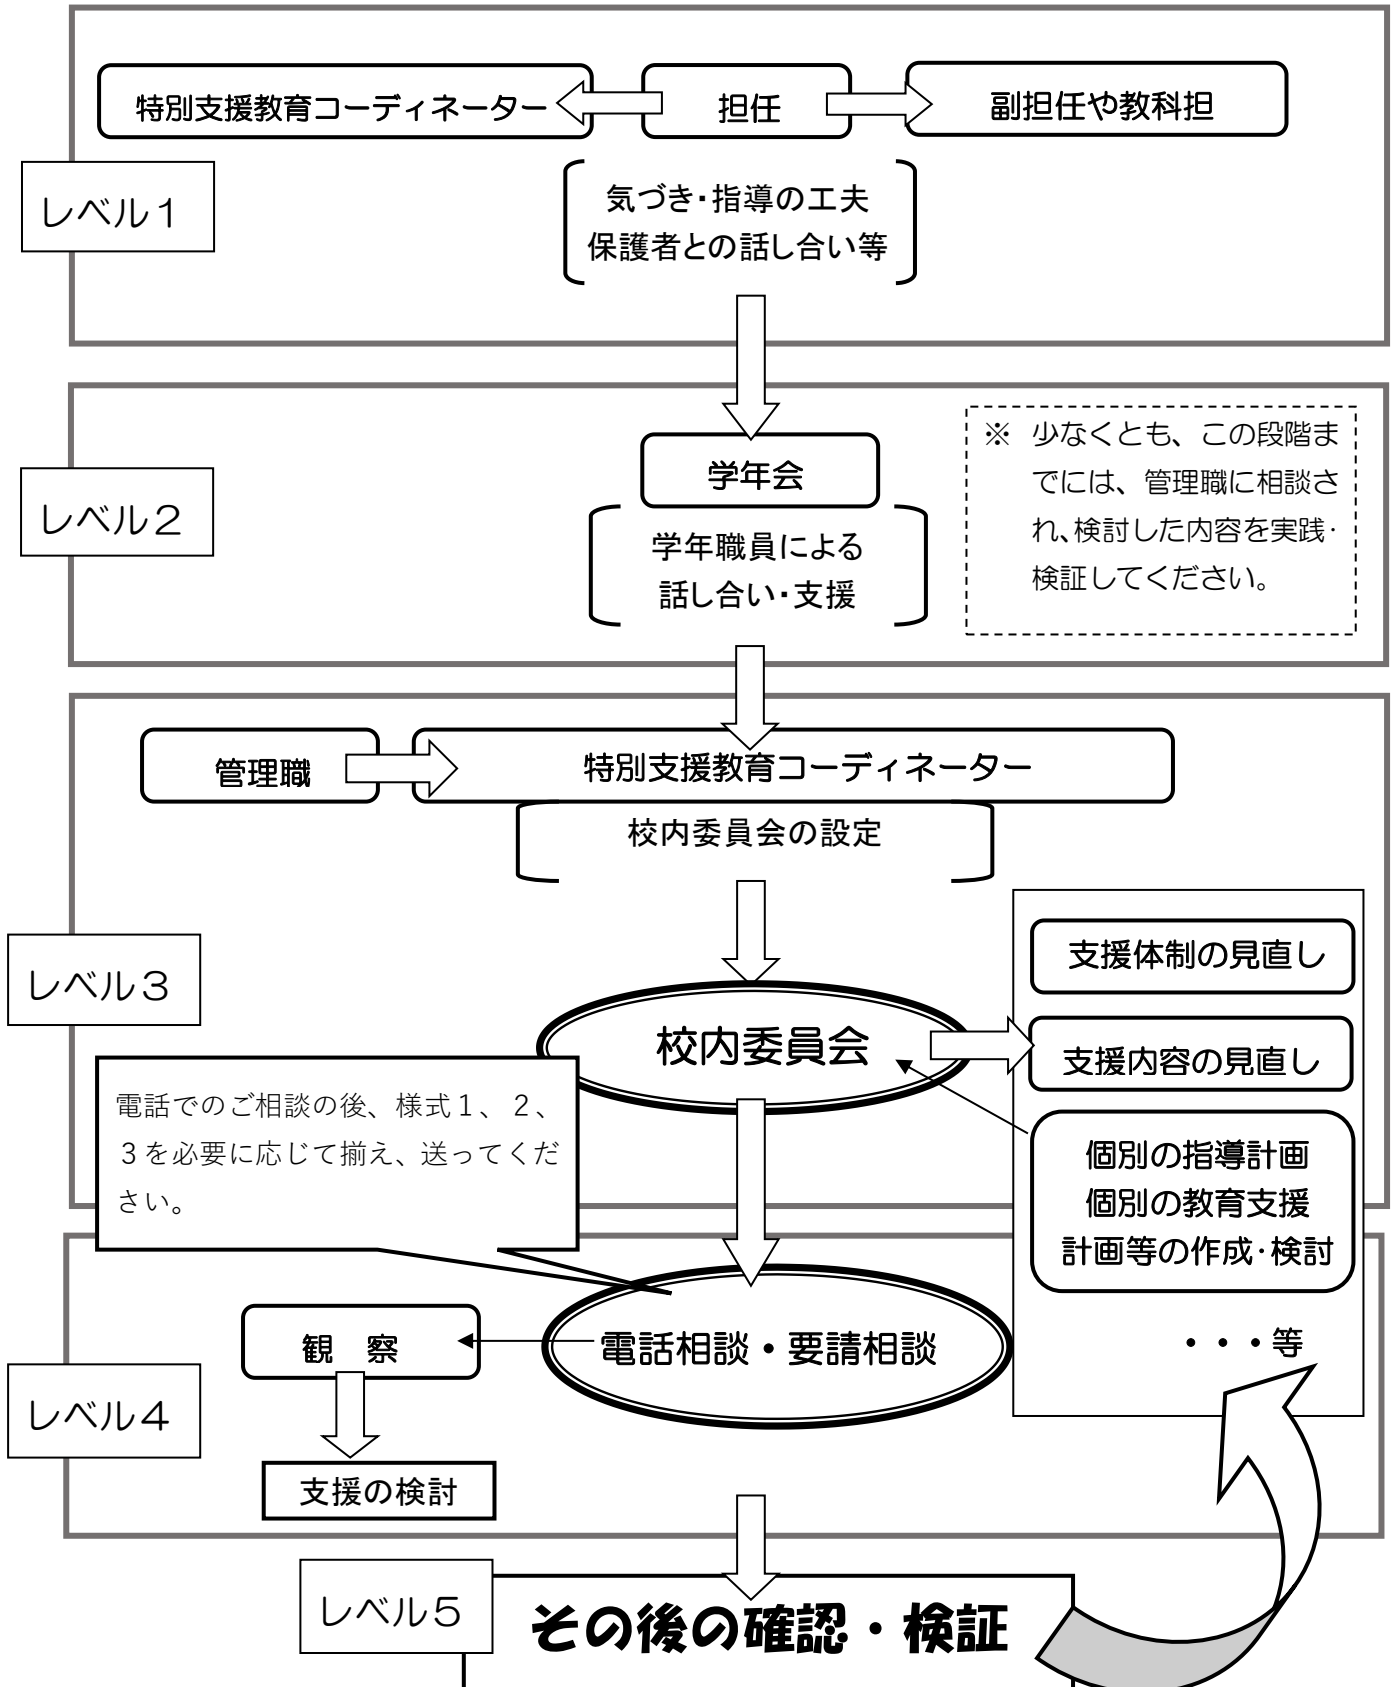 特別支援教育コーディネーター
担任
副担任や教科担
レベル１
気づき・指導の工夫
保護者との話し合い等
レベル２
学年会
学年職員による
話し合い・支援
※ 少なくとも、この段階ま
でには、管理職に相談さ
れ、検討した内容を実践・
検証してください。
管理職
特別支援教育コーディネーター
校内委員会の設定
レベル３
校内委員会
支援体制の見直し
支援内容の見直し
個別の指導計画
個別の教育支援
計画等の作成・検討
・・・等
電話でのご相談の後、様式１、２、
３を必要に応じて揃え、送ってくだ
さい。
レベル４
観　察
電話相談・要請相談
支援の検討
レベル５
その後の確認・検証